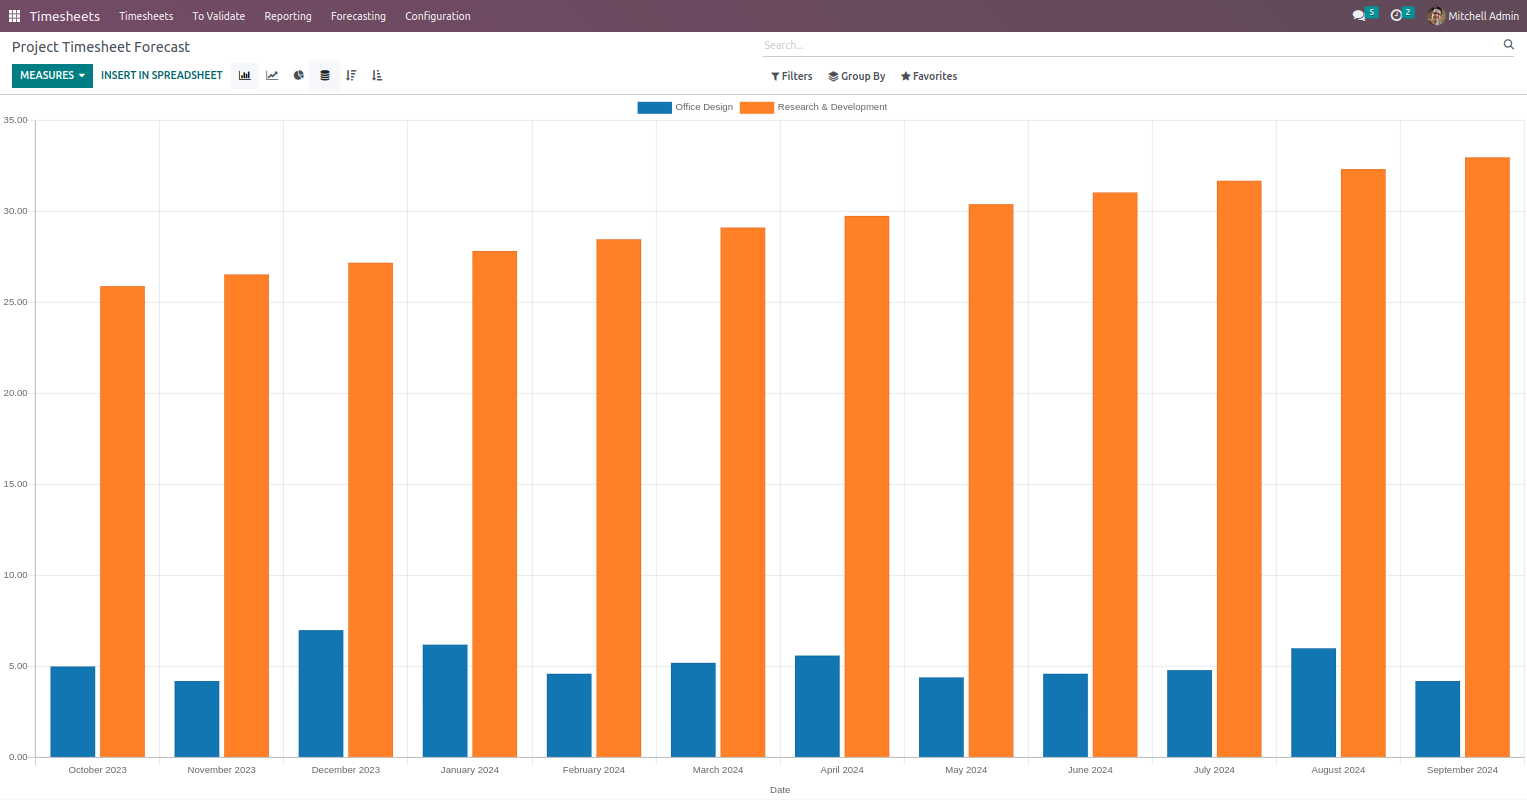 Timesheets Timesheets To Validate Reporting Forecasting Configuration 5 2 Mitchell Admin
Project Timesheet Forecast Search...
MEASURES INSERT IN SPREADSHEET Filters Group By Favorites
Office Design Research & Development
35.00
30.00
25.00
20.00
15.00
10.00
5.00
0.00
October 2023 November 2023 December 2023 January 2024 February 2024 March 2024 April 2024 May 2024 June 2024 July 2024 August 2024 September 2024
Date